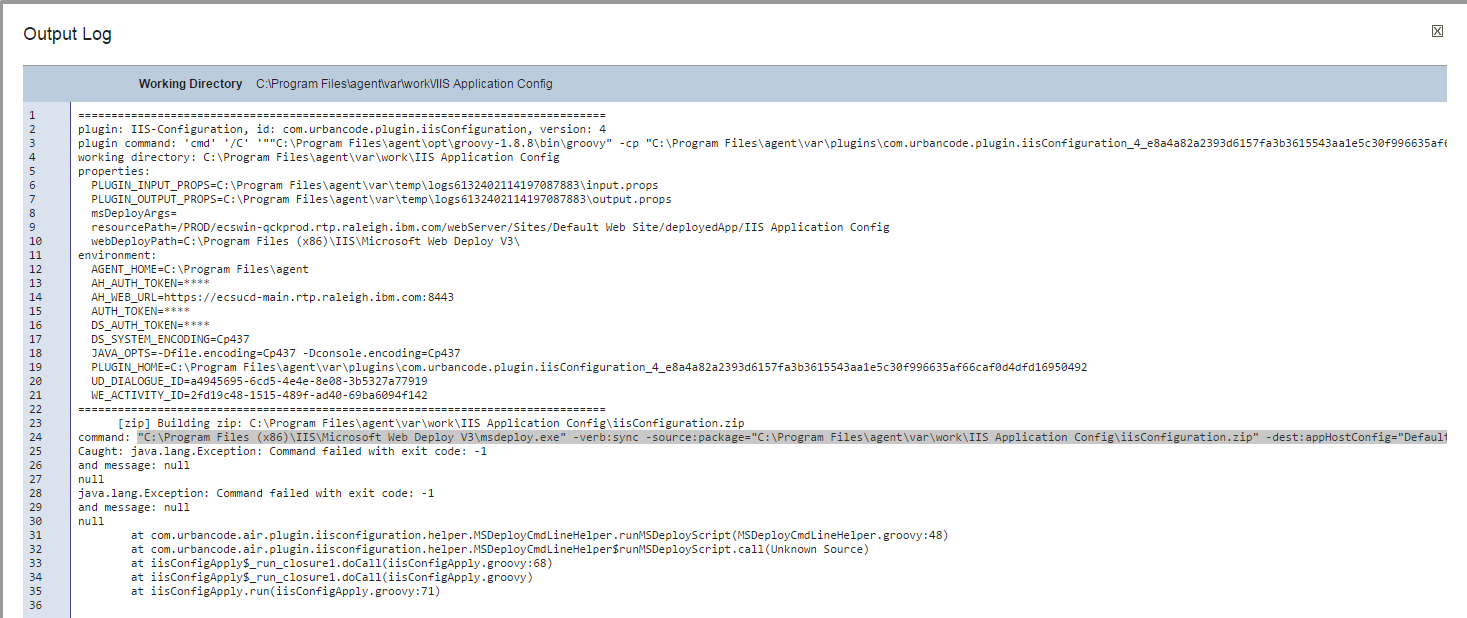 Output Log
Working Directory C:\Program Files\agent\var\work\IIS Application Config
1 ================================================================================
2 plugin: IIS-Configuration, id: com.urbancode.plugin.iisConfiguration, version: 4
3 plugin command: 'cmd' '/C' '""C:\Program Files\agent\opt\groovy-1.8.8\bin\groovy" -cp "C:\Program Files\agent\var\plugins\com.urbancode.plugin.iisConfiguration_4_e8a4a82a2393d6157fa3b3615543aa1e5c30f996635af6
4 working directory: C:\Program Files\agent\var\work\IIS Application Config
5 properties:
6 PLUGIN_INPUT_PROPS=C:\Program Files\agent\var\temp\logs6132402114197087883\input.props
7 PLUGIN_OUTPUT_PROPS=C:\Program Files\agent\var\temp\logs6132402114197087883\output.props
8 msDeployArgs=
9 resourcePath=/PROD/ecswin-qckprod.rtp.raleigh.ibm.com/webServer/Sites/Default Web Site/deployedApp/IIS Application Config
10 webDeployPath=C:\Program Files (x86)\IIS\Microsoft Web Deploy V3\
11 environment:
12 AGENT_HOME=C:\Program Files\agent
13 AH_AUTH_TOKEN=****
14 AH_WEB_URL=https://ecsucd-main.rtp.raleigh.ibm.com:8443
15 AUTH_TOKEN=****
16 DS_AUTH_TOKEN=****
17 DS_SYSTEM_ENCODING=Cp437
18 JAVA_OPTS=-Dfile.encoding=Cp437 -Dconsole.encoding=Cp437
19 PLUGIN_HOME=C:\Program Files\agent\var\plugins\com.urbancode.plugin.iisConfiguration_4_e8a4a82a2393d6157fa3b3615543aa1e5c30f996635af66caf0d4dfd16950492
20 UD_DIALOGUE_ID=a4945695-6cd5-4e4e-8e08-3b5327a77919
21 WE_ACTIVITY_ID=2fd19c48-1515-489f-ad40-69ba6094f142
22 ================================================================================
23 [zip] Building zip: C:\Program Files\agent\var\work\IIS Application Config\iisConfiguration.zip
24 command: "C:\Program Files (x86)\IIS\Microsoft Web Deploy V3\msdeploy.exe" -verb:sync -source:package="C:\Program Files\agent\var\work\IIS Application Config\iisConfiguration.zip" -dest:appHostConfig="Default
25 Caught: java.lang.Exception: Command failed with exit code: -1
26 and message: null
27 null
28 java.lang.Exception: Command failed with exit code: -1
29 and message: null
30 null
31 at com.urbancode.air.plugin.iisconfiguration.helper.MSDeployCmdLineHelper.runMSDeployScript(MSDeployCmdLineHelper.groovy:48)
32 at com.urbancode.air.plugin.iisconfiguration.helper.MSDeployCmdLineHelper$runMSDeployScript.call(Unknown Source)
33 at iisConfigApply$_run_closure1.doCall(iisConfigApply.groovy:68)
34 at iisConfigApply$_run_closure1.doCall(iisConfigApply.groovy)
35 at iisConfigApply.run(iisConfigApply.groovy:71)
36